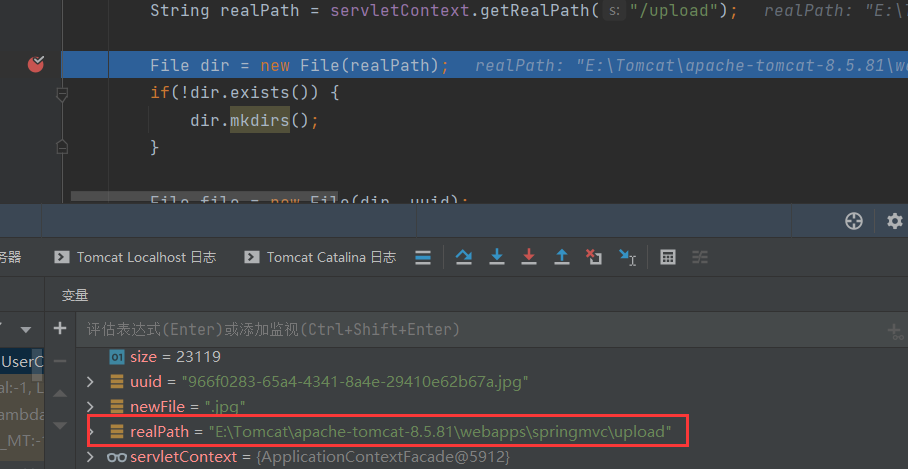 String realPath = servletContext.getRealPath( s: "/upload"); realPath: "E:\T
File dir = new File(realPath); realPath: "E:\Tomcat\apache-tomcat-8.5.81\we
if(!dir.exists()) {
dir.mkdirs();
}
File file = new File(dir, uuid);
务器 Tomcat Localhost 日志 Tomcat Catalina 日志
变量
评估表达式(Enter)或添加监视(Ctrl+Shift+Enter)
01 size = 23119
UserC
uuid = "966f0283-65a4-4341-8a4e-29410e62b67a.jpg"
al:-1, L
newFile = ".jpg"
ambda
realPath = "E:\Tomcat\apache-tomcat-8.5.81\webapps\springmvc\upload"
_MT:-1
servletContext = {ApplicationContextFacade@5912}